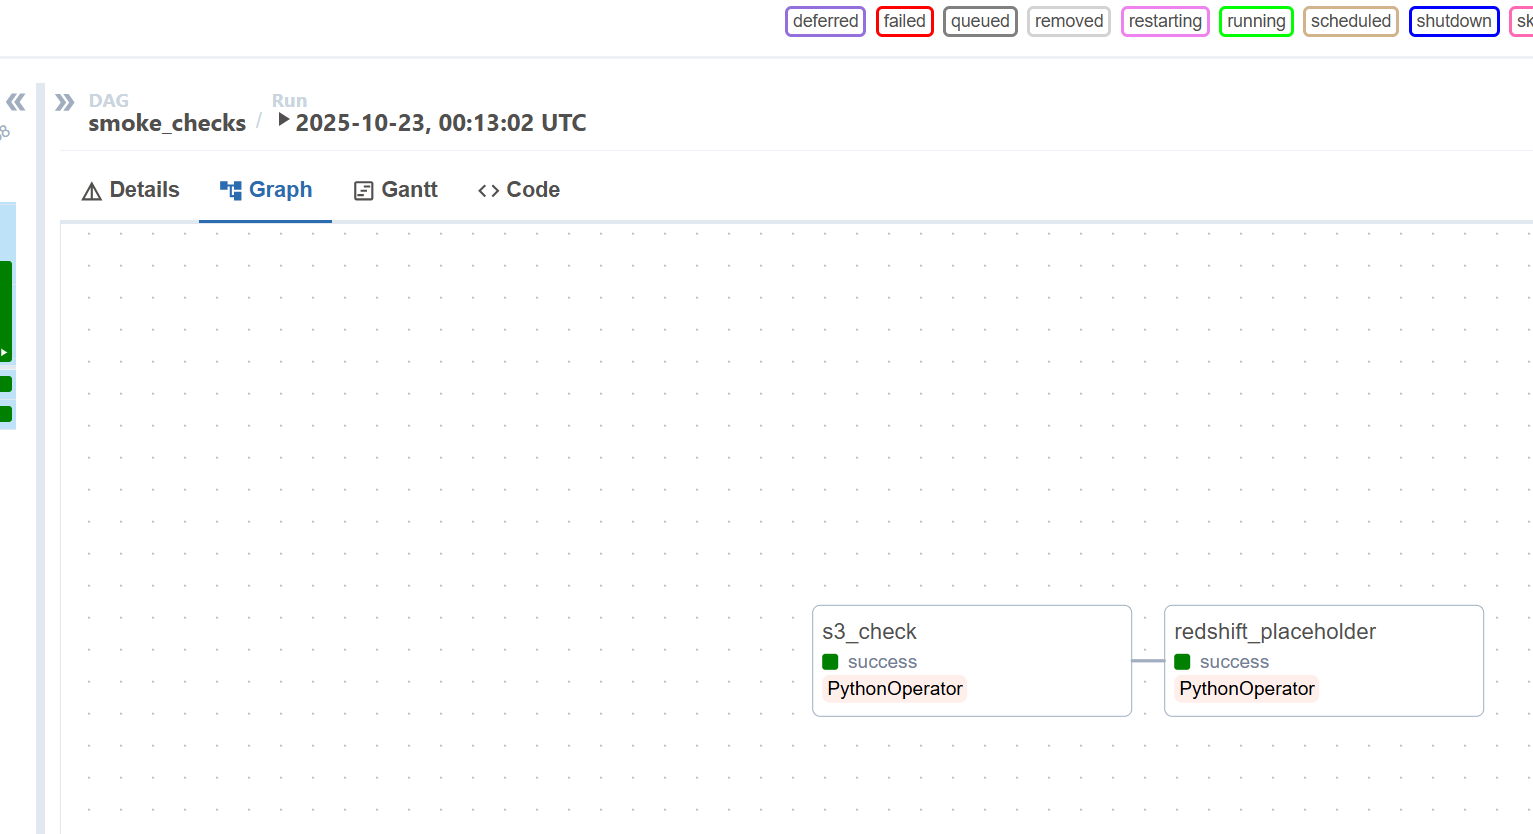 deferred failed queued removed restarting running scheduled shutdown sk
DAG Run
smoke_checks / 2025-10-23, 00:13:02 UTC
Details Graph Gantt Code
s3_check
success
PythonOperator
redshift_placeholder
success
PythonOperator